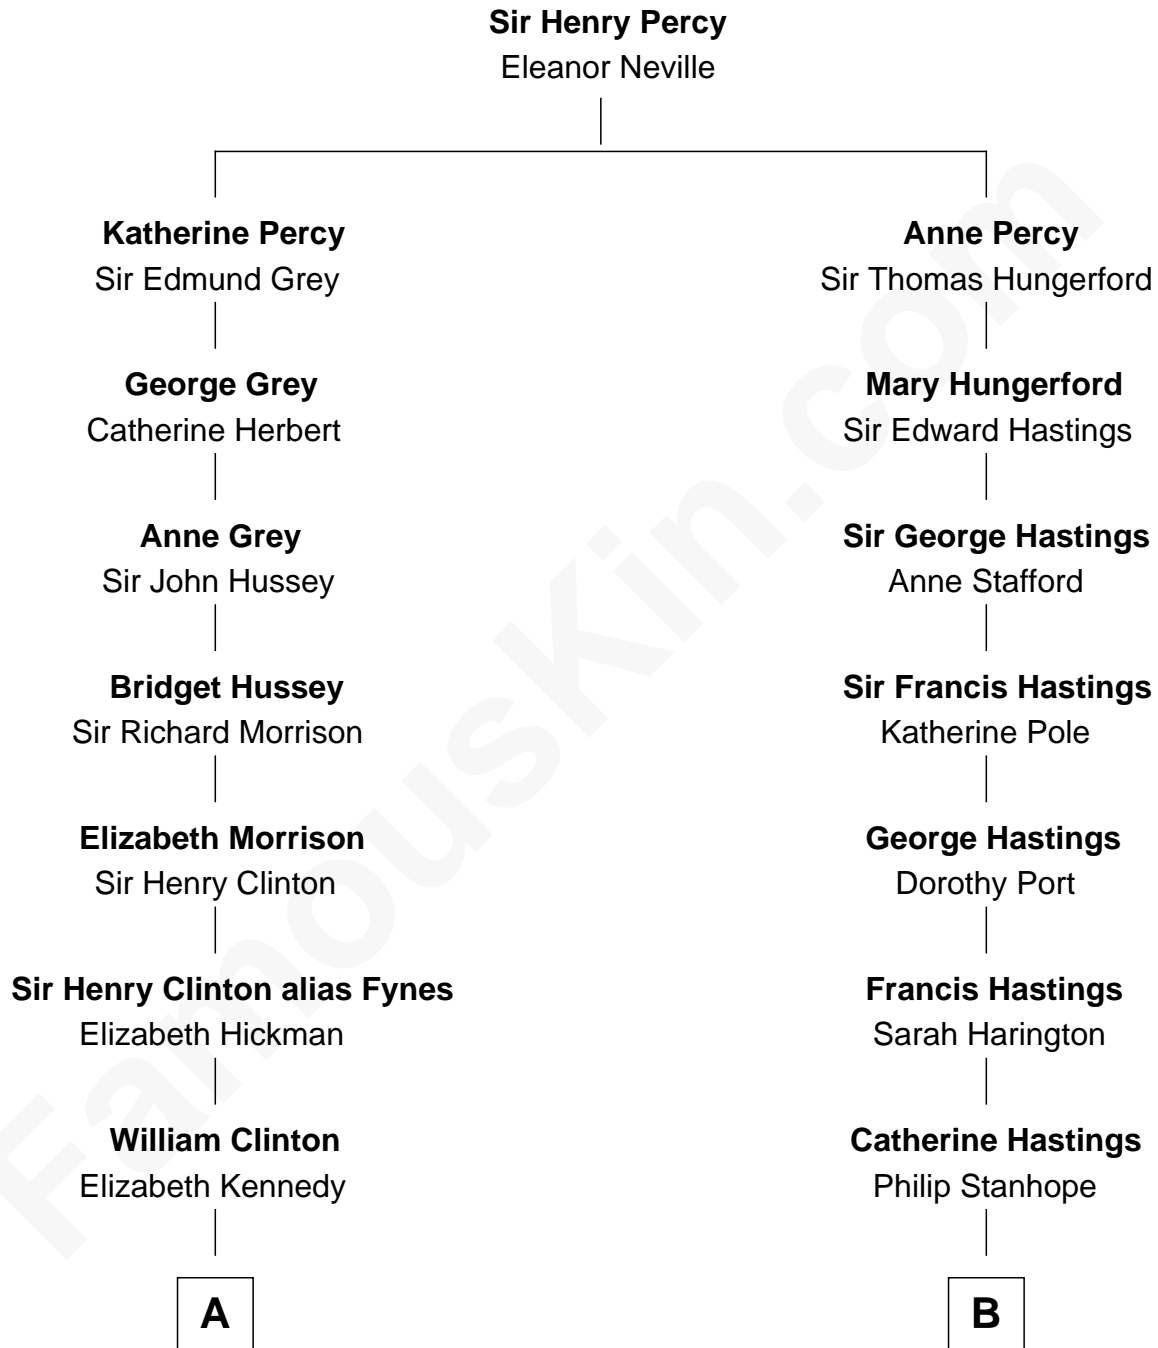 Sir Henry Percy
Eleanor Neville
Katherine Percy
Sir Edmund Grey
Anne Percy
Sir Thomas Hungerford
George Grey
Catherine Herbert
Mary Hungerford
Sir Edward Hastings
Anne Grey
Sir John Hussey
Sir George Hastings
Anne Stafford
Bridget Hussey
Sir Richard Morrison
Sir Francis Hastings
Katherine Pole
Elizabeth Morrison
Sir Henry Clinton
George Hastings
Dorothy Port
Sir Henry Clinton alias Fynes
Elizabeth Hickman
Francis Hastings
Sarah Harington
William Clinton
Elizabeth Kennedy
Catherine Hastings
Philip Stanhope
A
B
FamousKin.com